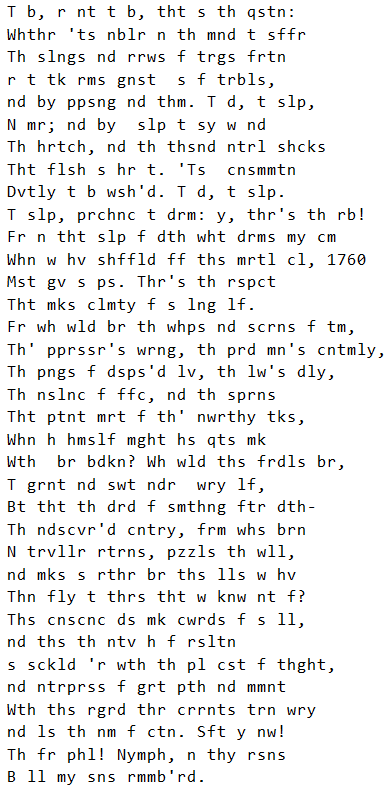 T b, r nt t b, tht s th qstn:
Whthr 'ts nblr n th mnd t sffr
Th slngs nd rrws f trgs frtn
r t tk rms gnst  s f trbls,
nd by ppsng nd thm. T d, t slp,
N mr; nd by  slp t sy w nd
Th hrtch, nd th thsnd ntrl shcks
Tht flsh s hr t. 'Ts  cnsmmtn
Dvtly t b wsh'd. T d, t slp.
T slp, prchnc t drm: y, thr's th rb!
Fr n tht slp f dth wht drms my cm
Whn w hv shffld ff ths mrtl cl, 1760
Mst gv s ps. Thr's th rspct
Tht mks clmty f s lng lf.
Fr wh wld br th whps nd scrns f tm,
Th' pprssr's wrng, th prd mn's cntmly,
Th pngs f dsps'd lv, th lw's dly,
Th nslnc f ffc, nd th sprns
Tht ptnt mrt f th' nwrthy tks,
Whn h hmslf mght hs qts mk
Wth  br bdkn? Wh wld ths frdls br,
T grnt nd swt ndr  wry lf,
Bt tht th drd f smthng ftr dth-
Th ndscvr'd cntry, frm whs brn
N trvllr rtrns, pzzls th wll,
nd mks s rthr br ths lls w hv
Thn fly t thrs tht w knw nt f?
Ths cnscnc ds mk cwrds f s ll,
nd ths th ntv h f rsltn
s sckld 'r wth th pl cst f thght,
nd ntrprss f grt pth nd mmnt
Wth ths rgrd thr crrnts trn wry
nd ls th nm f ctn. Sft y nw!
Th fr phl! Nymph, n thy rsns
B ll my sns rmmb'rd.